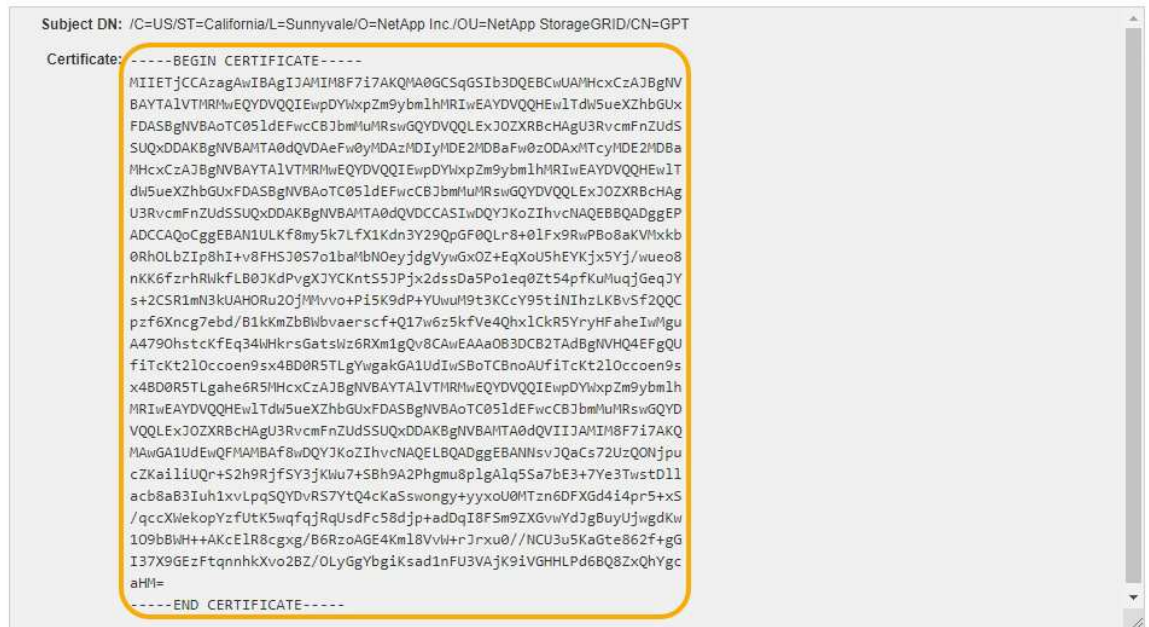 Subject DN: /C=US/ST=California/L=Sunnyvale/O=NetApp Inc./OU=NetApp StorageGRID/CN=GPT
Certificate: -----BEGIN CERTIFICATE-----
MIIETjCCAzagAwIBAgIJAMIM8F7i7AKQMA0GCSqGSIb3DQEBCwUAMHcxCzAJBgNV
BAYTAlVTMRMwEQYDVQQIEwpDYWxpZm9ybmlhMRIwEAYDVQQHEwlTdW5ueXZhbGUx
FDASBgNVBAoTC05ldEFwcCBJbmMuMRswGQYDVQQLExJOZXRBcHAgU3RvcmFnZUdS
SUQxDDAKBgNVBAMTA0dQVDAeFw0yMDAzMDIyMDE2MDBaFw0zODAxMTcyMDE2MDBa
MHcxCzAJBgNVBAYTAlVTMRMwEQYDVQQIEwpDYWxpZm9ybmlhMRIwEAYDVQQHEwlT
dW5ueXZhbGUxFDASBgNVBAoTC05ldEFwcCBJbmMuMRswGQYDVQQLExJOZXRBcHAg
U3RvcmFnZUdSSUQxDDAKBgNVBAMTA0dQVDCCASIwDQYJKoZIhvcNAQEBBQADggEP
ADCCAQoCggEBAN1ULKf8my5k7LfX1Kdn3Y29QpGF0QLr8+0lFx9RwPBo8aKVMxkb
0RhOLbZIp8hI+v8FHSJ0S7o1baMbNOeyjdgVywGxOZ+EqXoU5hEYKjx5Yj/wueo8
nKK6fzrhRWkfLB0JKdPvgXJYCKntS5JPjx2dssDa5Po1eq0Zt54pfKuMuqjGeqJY
s+2CSR1mN3kUAHORu2OjMMvvo+Pi5K9dP+YUwuM9t3KCcY95tiNIhzLKBvSf2QQC
pzf6Xncg7ebd/B1kKmZbBWbvaerscf+Q17w6z5kfVe4QhxlCkR5YryHFaheIwMgu
A479OhstcKfEq34WHkrsGatsWz6RXm1gQv8CAwEAAaOB3DCB2TAdBgNVHQ4EFgQU
fiTcKt2lOccoen9sx4BD0R5TLgYwgakGA1UdIwSBoTCBnoAUfiTcKt2lOccoen9s
x4BD0R5TLgahe6R5MHcxCzAJBgNVBAYTAlVTMRMwEQYDVQQIEwpDYWxpZm9ybmlh
MRIwEAYDVQQHEwlTdW5ueXZhbGUxFDASBgNVBAoTC05ldEFwcCBJbmMuMRswGQYD
VQQLExJOZXRBcHAgU3RvcmFnZUdSSUQxDDAKBgNVBAMTA0dQVIIJAMIM8F7i7AKQ
MAwGA1UdEwQFMAMBAf8wDQYJKoZIhvcNAQELBQADggEBANNsvJQaCs72UzQONjpu
cZKailiUQr+S2h9RjfSY3jKWu7+SBh9A2Phgmu8plgAlq5Sa7bE3+7Ye3TwstDll
acb8aB3Iuh1xvLpqSQYDvRS7YtQ4cKaSswongy+yyxoU0MTzn6DFXGd4i4pr5+xS
/qccXWekopYzfUtK5wqfqjRqUsdFc58djp+adDqI8FSm9ZXGvwYdJgBuyUjwgdKw
1O9bBWH++AKcElR8cgxg/B6RzoAGE4Kml8VvW+rJrxu0//NCU3u5KaGte862f+gG
I37X9GEzFtqnnhkXvo2BZ/OLyGgYbgiKsad1nFU3VAjK9iVGHHLPd6BQ8ZxQhYgc
aHM=
-----END CERTIFICATE-----